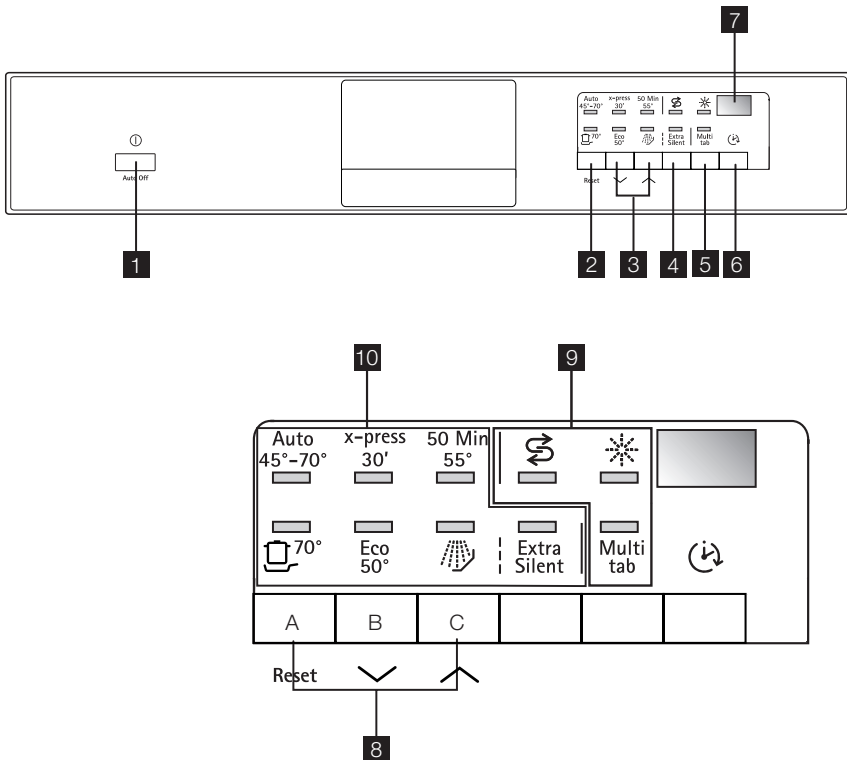 7
Auto x-press 50 Min
45°-70° 30' 55°
70° Eco Extra Multi
50° Silent tab
Auto Off
Reset
1 2 3 4 5 6
10 9
Auto x-press 50 Min
45°-70° 30' 55°
70° Eco Extra Multi
50° Silent tab
A B C
Reset
8